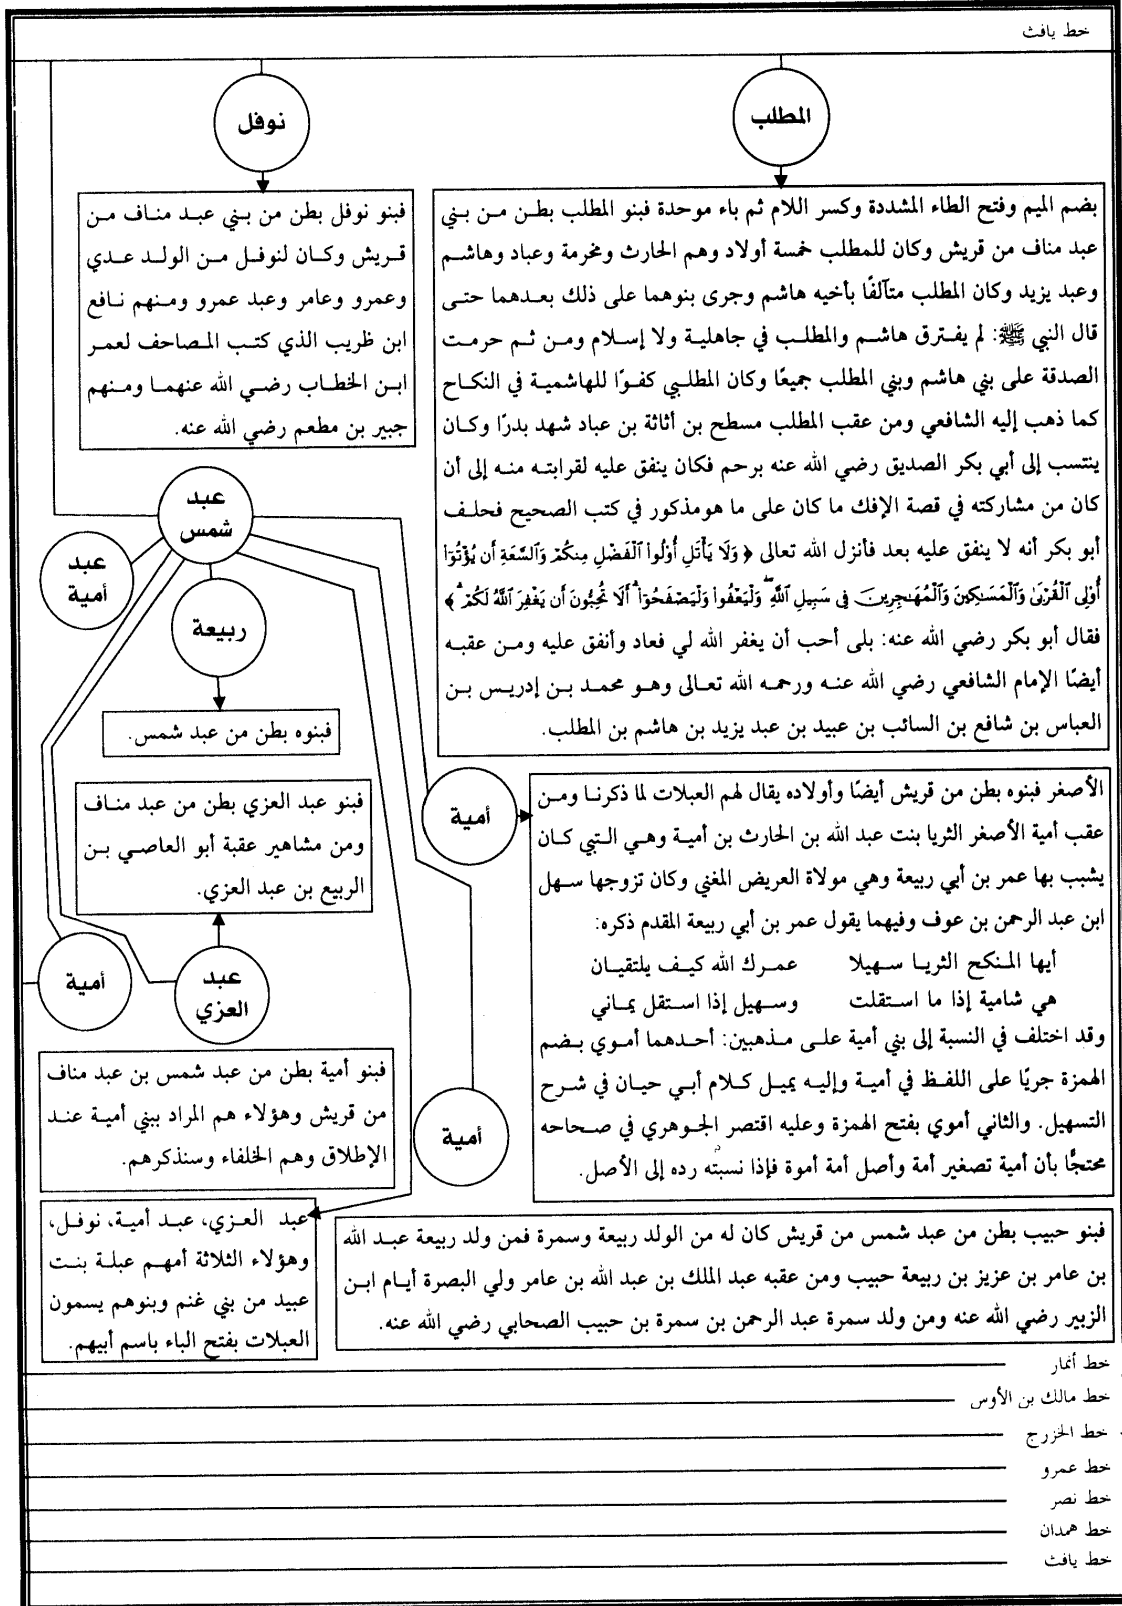 خط يافث
المطلب
نوفل
بضم الميم وفتح الطاء المشددة وكسر اللام ثم باء موحدة فبنو المطلب بطن من بني
عبد مناف من قريش وكان للمطلب خمسة أولاد وهم الحارث ومخرمة وعباد وهاشم
وعبد يزيد وكان المطلب متآلفًا بأخيه هاشم وجرى بنوهما على ذلك بعدهما حتى
قال النبي ﷺ: لم يفترق هاشم والمطلب في جاهلية ولا إسلام ومن ثم حرمت
الصدقة على بني هاشم وبني المطلب جميعًا وكان المطلبي كفوًا للهاشمية في النكاح
كما ذهب إليه الشافعي ومن عقب المطلب مسطح بن أثاثة بن عباد شهد بدرًا وكان
ينتسب إلى أبي بكر الصديق رضي الله عنه برحم فكان ينفق عليه لقرابته منه إلى أن
كان من مشاركته في قصة الإفك ما كان على ما هومذكور في كتب الصحيح فحلف
أبو بكر أنه لا ينفق عليه بعد فأنزل الله تعالى ﴿ وَلَا يَأْتَلِ أُوْلُوا۟ ٱلْفَضْلِ مِنكُمْ وَٱلسَّعَةِ أَن يُؤْتُوٓا۟
أُو۟لِى ٱلْقُرْبَىٰ وَٱلْمَسَـٰكِينَ وَٱلْمُهَـٰجِرِينَ فِى سَبِيلِ ٱللَّهِ ۖ وَلْيَعْفُوا۟ وَلْيَصْفَحُوٓا۟ ۗ أَلَا تُحِبُّونَ أَن يَغْفِرَ ٱللَّهُ لَكُمْ ۗ ﴾
فقال أبو بكر رضي الله عنه: بلى أحب أن يغفر الله لي فعاد وأنفق عليه ومن عقبه
أيضًا الإمام الشافعي رضي الله عنه ورحمه الله تعالى وهو محمد بن إدريس بن
العباس بن شافع بن السائب بن عبيد بن عبد يزيد بن هاشم بن المطلب.
فبنو نوفل بطن من بني عبد مناف من
قريش وكان لنوفل من الولد عدي
وعمرو وعامر وعبد عمرو ومنهم نافع
ابن ظريب الذي كتب المصاحف لعمر
ابن الخطاب رضي الله عنهما ومنهم
جبير بن مطعم رضي الله عنه.
عبد
شمس
عبد
أمية
ربيعة
فبنوه بطن من عبد شمس.
فبنو عبد العزي بطن من عبد مناف
ومن مشاهير عقبة أبو العاصي بن
الربيع بن عبد العزي.
أمية
الأصغر فبنوه بطن من قريش أيضًا وأولاده يقال لهم العبلات لما ذكرنا ومن
عقب أمية الأصغر الثريا بنت عبد الله بن الحارث بن أمية وهي التي كان
يشبب بها عمر بن أبي ربيعة وهي مولاة العريض المغني وكان تزوجها سهل
ابن عبد الرحمن بن عوف وفيهما يقول عمر بن أبي ربيعة المقدم ذكره:
أيها المنكح الثريا سهيلا عمرك الله كيف يلتقيان
هي شامية إذا ما استقلت وسهيل إذا استقل يماني
وقد اختلف في النسبة إلى بني أمية على مذهبين: أحدهما أموي بضم
الهمزة جريًا على اللفظ في أمية وإليه يميل كلام أبي حيان في شرح
التسهيل. والثاني أموي بفتح الهمزة وعليه اقتصر الجوهري في صحاحه
محتجًّا بأن أمية تصغير أمة وأصل أمة أموة فإذا نسبته رده إلى الأصل.
أمية
عبد
العزي
فبنو أمية بطن من عبد شمس بن عبد مناف
من قريش وهؤلاء هم المراد ببني أمية عند
الإطلاق وهم الخلفاء وسنذكرهم.
أمية
عبد العزي، عبد أمية، نوفل،
وهؤلاء الثلاثة أمهم عبلة بنت
عبيد من بني غنم وبنوهم يسمون
العبلات بفتح الباء باسم أبيهم.
فبنو حبيب بطن من عبد شمس من قريش كان له من الولد ربيعة وسمرة فمن ولد ربيعة عبد الله
بن عامر بن عزيز بن ربيعة حبيب ومن عقبه عبد الملك بن عبد الله بن عامر ولي البصرة أيام ابن
الزبير رضي الله عنه ومن ولد سمرة عبد الرحمن بن سمرة بن حبيب الصحابي رضي الله عنه.
خط أنمار
خط مالك بن الأوس
خط الخزرج
خط عمرو
خط نصر
خط همدان
خط يافث